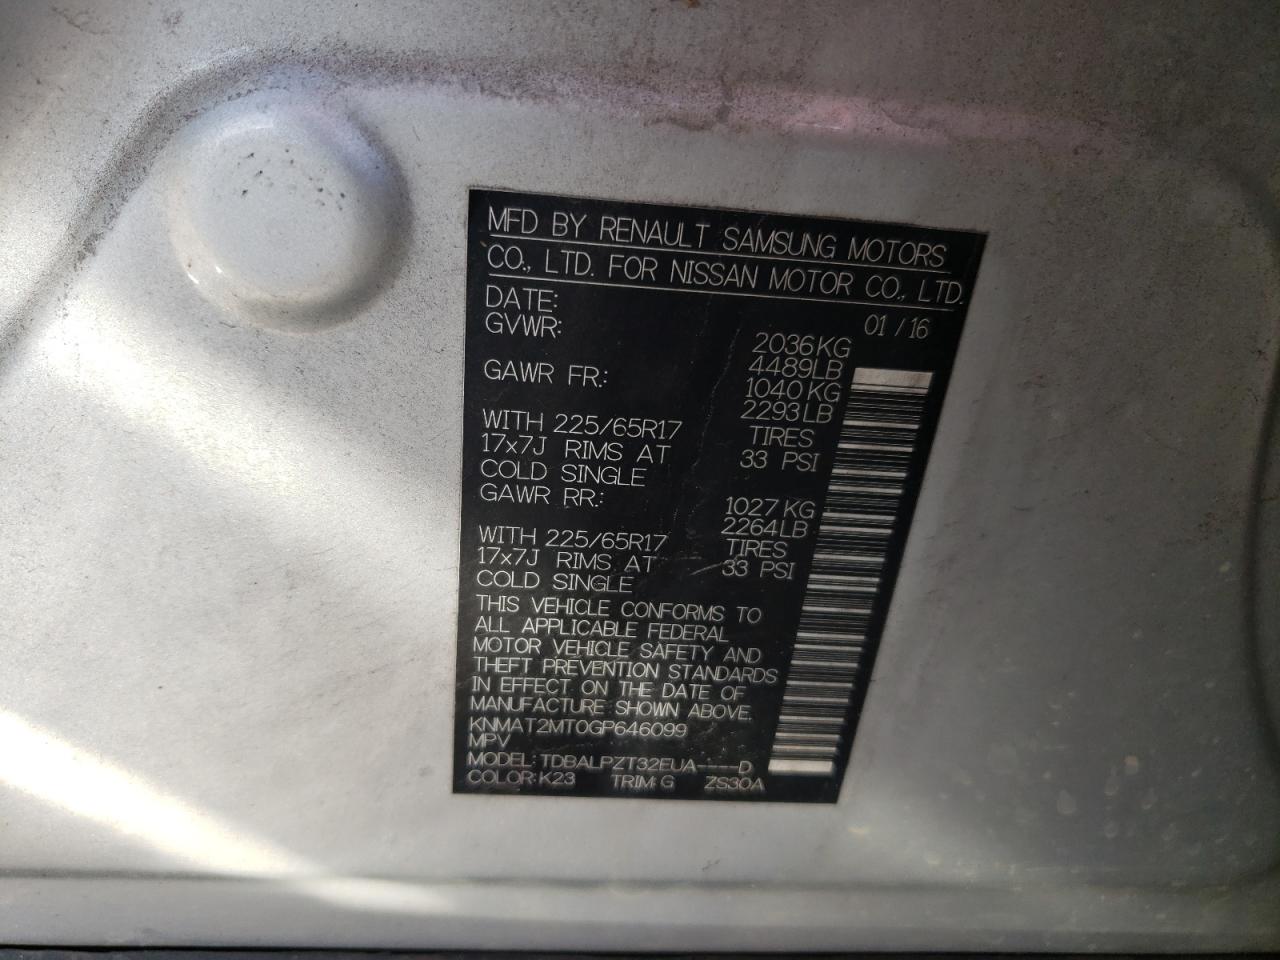 MFD BY RENAULT SAMSUNG MOTORS
CO., LTD. FOR NISSAN MOTOR CO., LTD.
DATE: 01 / 16
GVWR: 2036KG
4489LB
GAWR FR.: 1040 KG
2293LB
WITH 225/65R17 TIRES
17x7J RIMS AT 33 PSI
COLD SINGLE
GAWR RR.: 1027 KG
2264LB
WITH 225/65R17 TIRES
17x7J RIMS AT 33 PSI
COLD SINGLE
THIS VEHICLE CONFORMS TO
ALL APPLICABLE FEDERAL
MOTOR VEHICLE SAFETY AND
THEFT PREVENTION STANDARDS
IN EFFECT ON THE DATE OF
MANUFACTURE SHOWN ABOVE.
KNMAT2MT0GP646099
MPV
MODEL: TDBALPZT32EUA----D
COLOR: K23 TRIM: G ZS30A